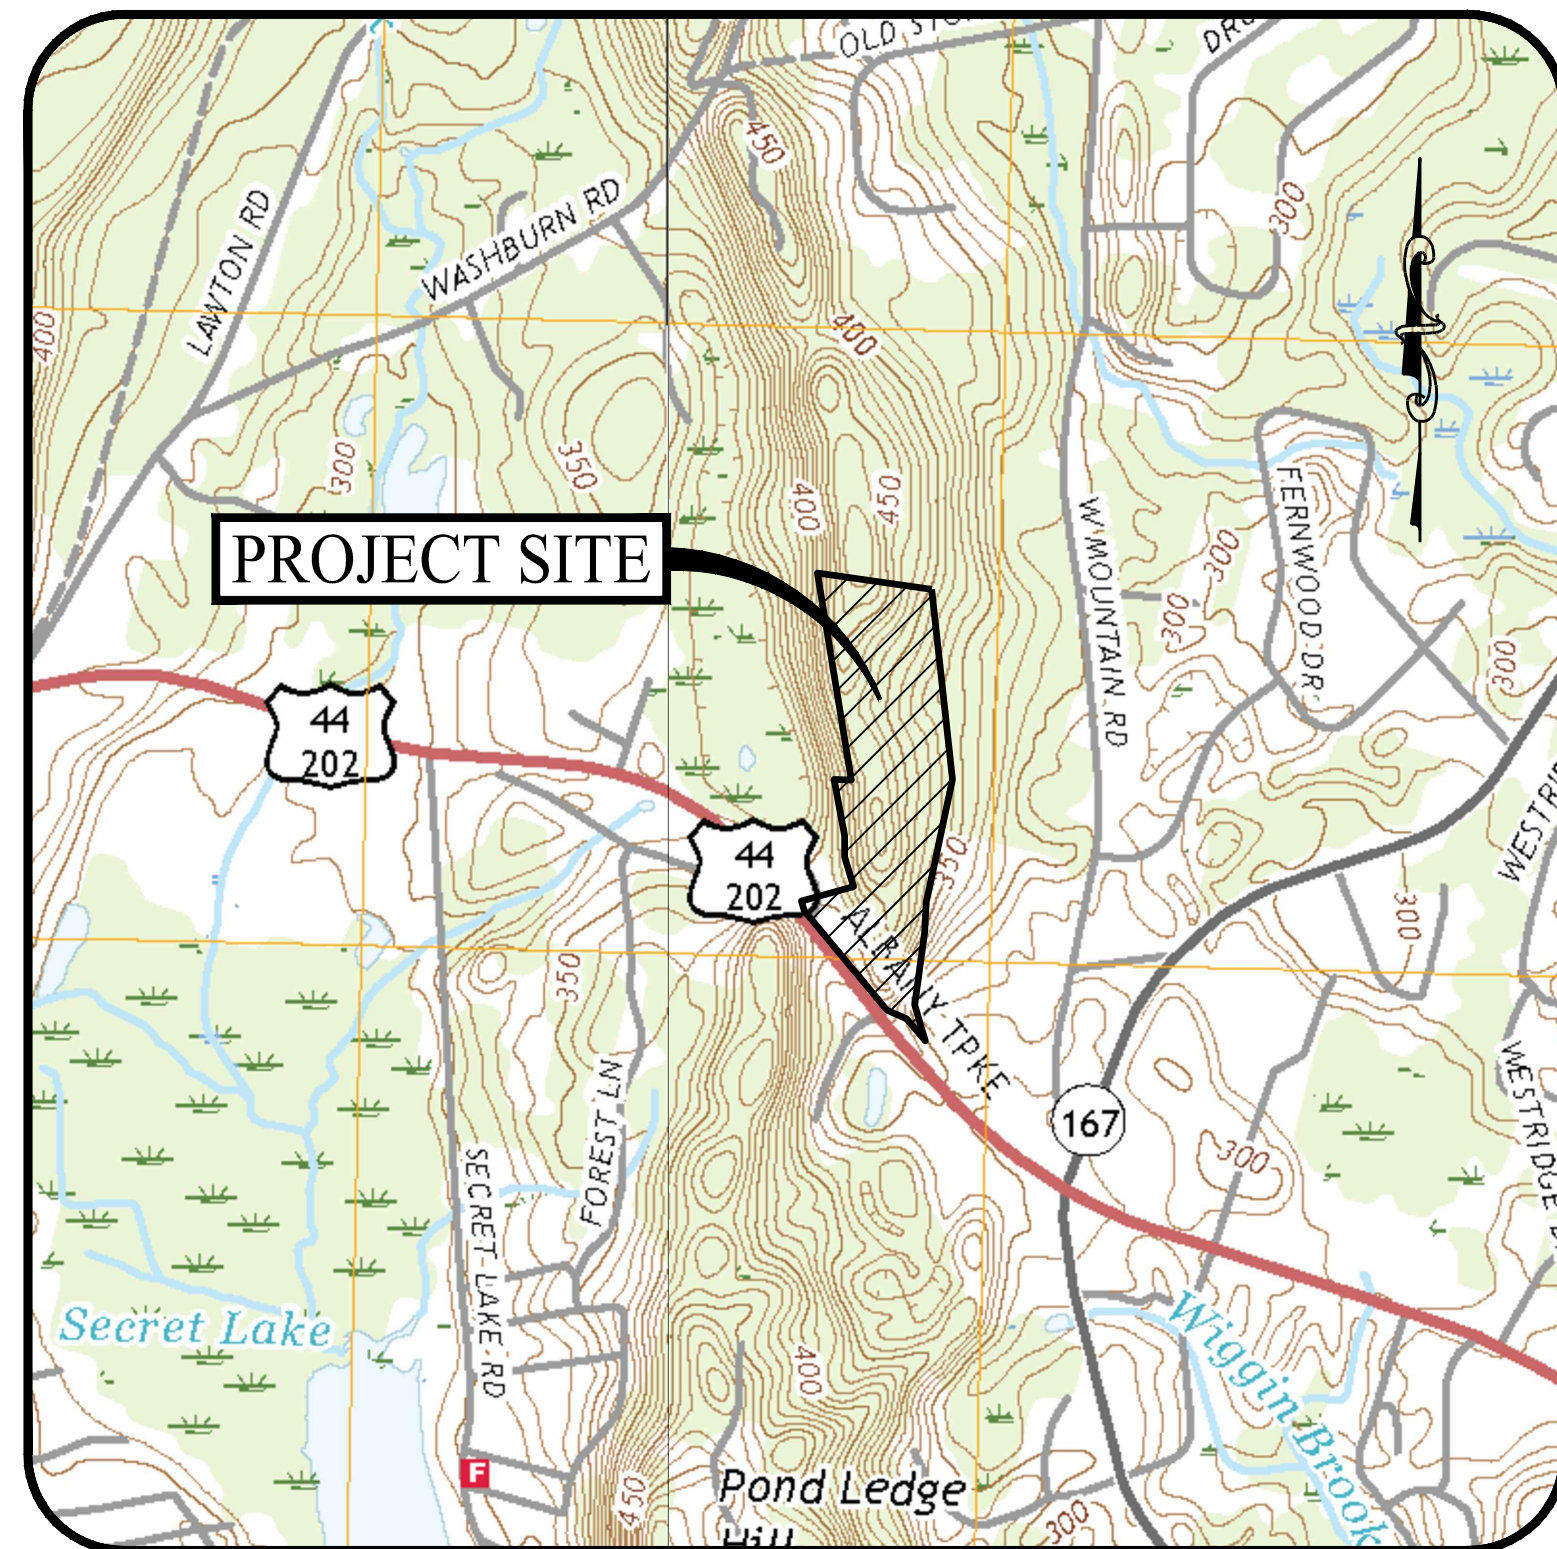 OLD STO
450
LAWTON RD
WASHBURN RD
300
400
400
300
350
400
450
PROJECT SITE
W MOUNTAIN RD
300
FERNWOOD DR
300
300
44
202
44
202
350
ALBANY TPKE
300
350
FOREST LN
167
WESTRIDGE
300
SECRET LAKE RD
Secret Lake
Wiggin Brook
400
F
450
Pond Ledge
Hill
300